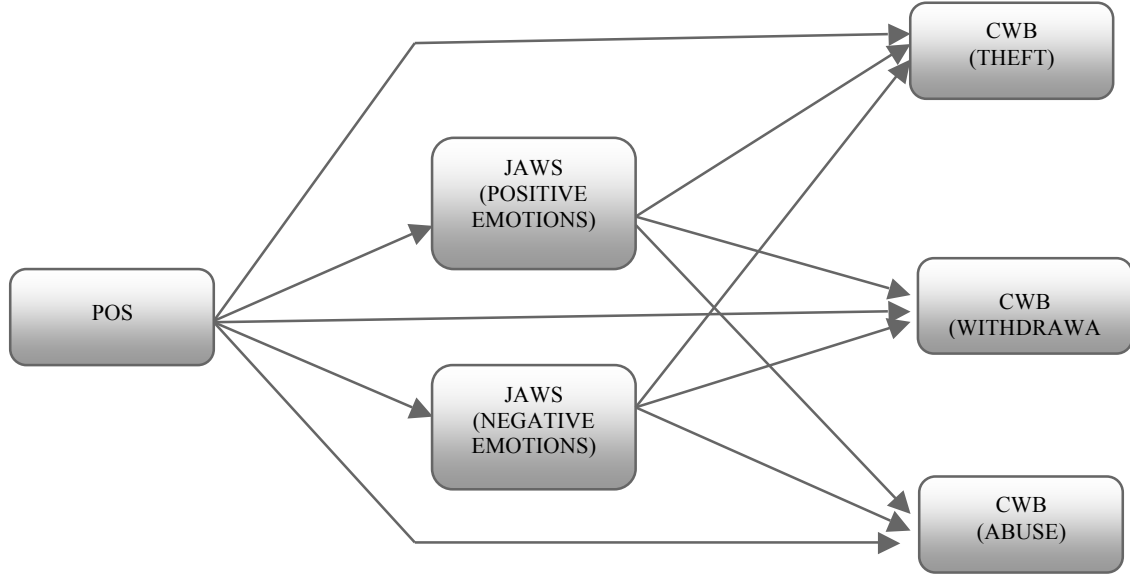 CWB
(THEFT)
JAWS
(POSITIVE
EMOTIONS)
POS
CWB
(WITHDRAWA
JAWS
(NEGATIVE
EMOTIONS)
CWB
(ABUSE)